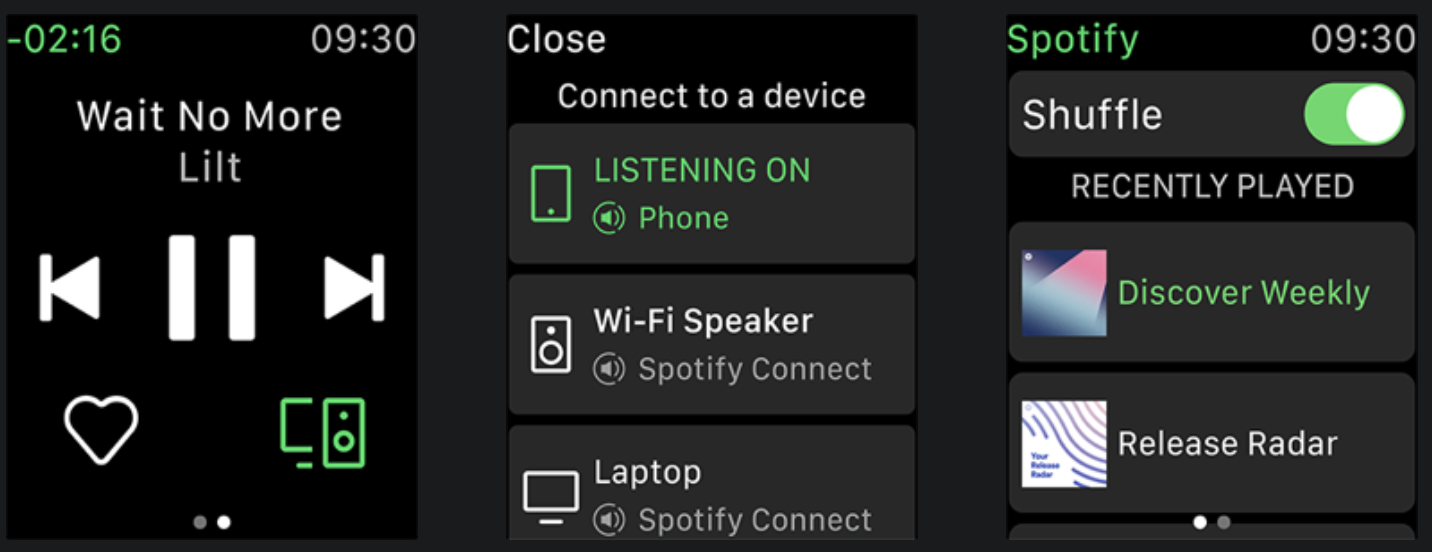 -02:16 09:30
Wait No More
Lilt
Close
Connect to a device
LISTENING ON
Phone
Wi-Fi Speaker
Spotify Connect
Laptop
Spotify Connect
Spotify 09:30
Shuffle
RECENTLY PLAYED
Discover Weekly
Your
Release
Radar
Release Radar